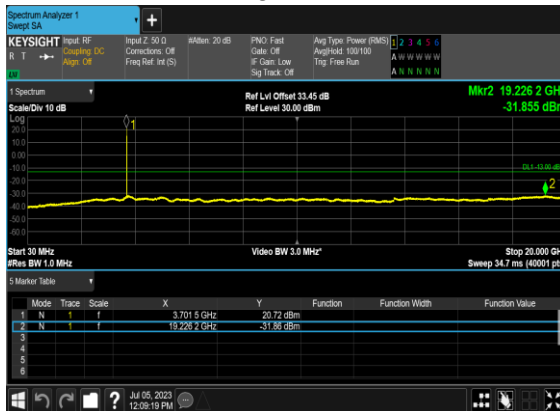 Spectrum Analyzer 1
Swept SA
KEYSIGHT Input: RF
R T Coupling: DC
Align: Off
Input Z: 50 Ω
Corrections: Off
Freq Ref: Int (S)
#Atten: 20 dB
PNO: Fast
Gate: Off
IF Gain: Low
Sig Track: Off
Avg Type: Power (RMS)
Avg|Hold: 100/100
Trig: Free Run
1 2 3 4 5 6
A W W W W W
A N N N N N
LXI
1 Spectrum
Scale/Div 10 dB
Ref Lvl Offset 33.45 dB
Ref Level 30.00 dBm
Mkr2 19.226 2 GH
-31.855 dBm
Log
20.0
10.0
0.00
-10.0
-20.0
-30.0
-40.0
-50.0
-60.0
1
DL1 -13.00 dB
2
Start 30 MHz
#Res BW 1.0 MHz
Video BW 3.0 MHz*
Stop 20.000 GH
Sweep 34.7 ms (40001 pts
5 Marker Table
Mode Trace Scale X Y Function Function Width Function Value
1 N 1 f 3.701 5 GHz 20.72 dBm
2 N 1 f 19.226 2 GHz -31.86 dBm
3
4
5
6
?
Jul 05, 2023
12:09:19 PM